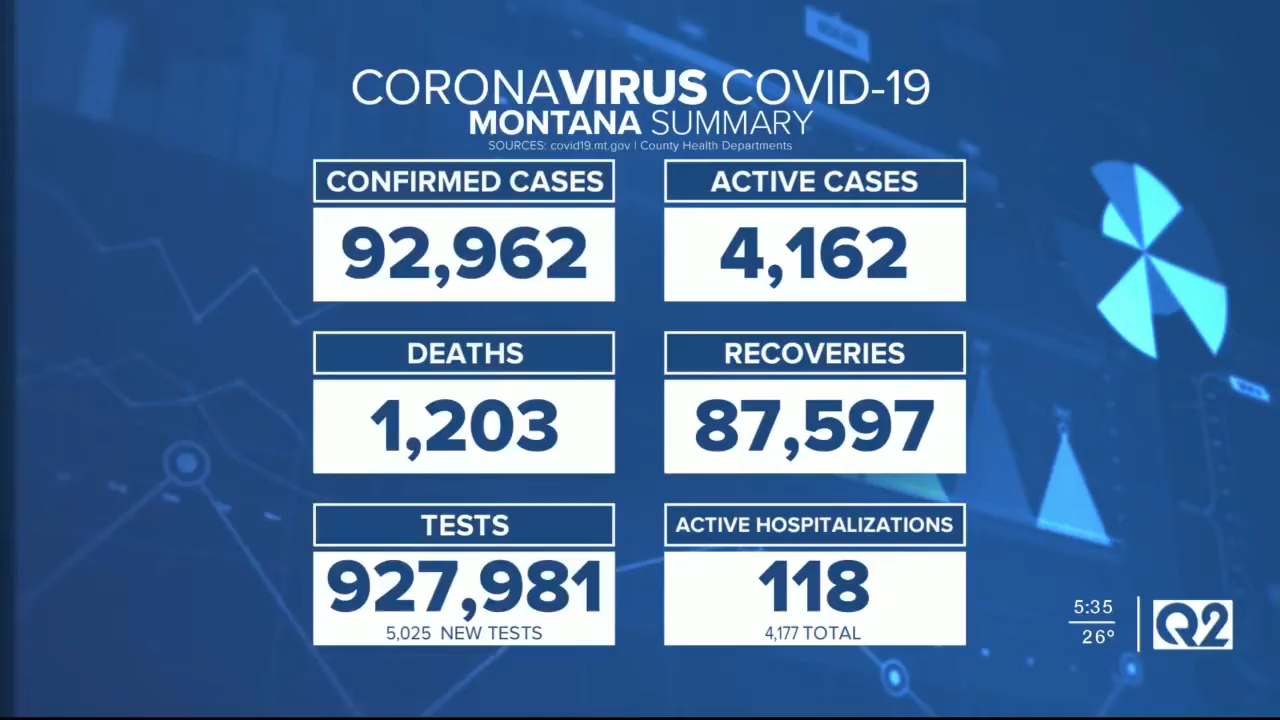 CORONAVIRUS COVID-19
MONTANA SUMMARY
SOURCES: covid19.mt.gov | County Health Departments
CONFIRMED CASES
92,962
ACTIVE CASES
4,162
DEATHS
1,203
RECOVERIES
87,597
TESTS
927,981
5,025 NEW TESTS
ACTIVE HOSPITALIZATIONS
118
4,177 TOTAL
5:35
26°
Q2